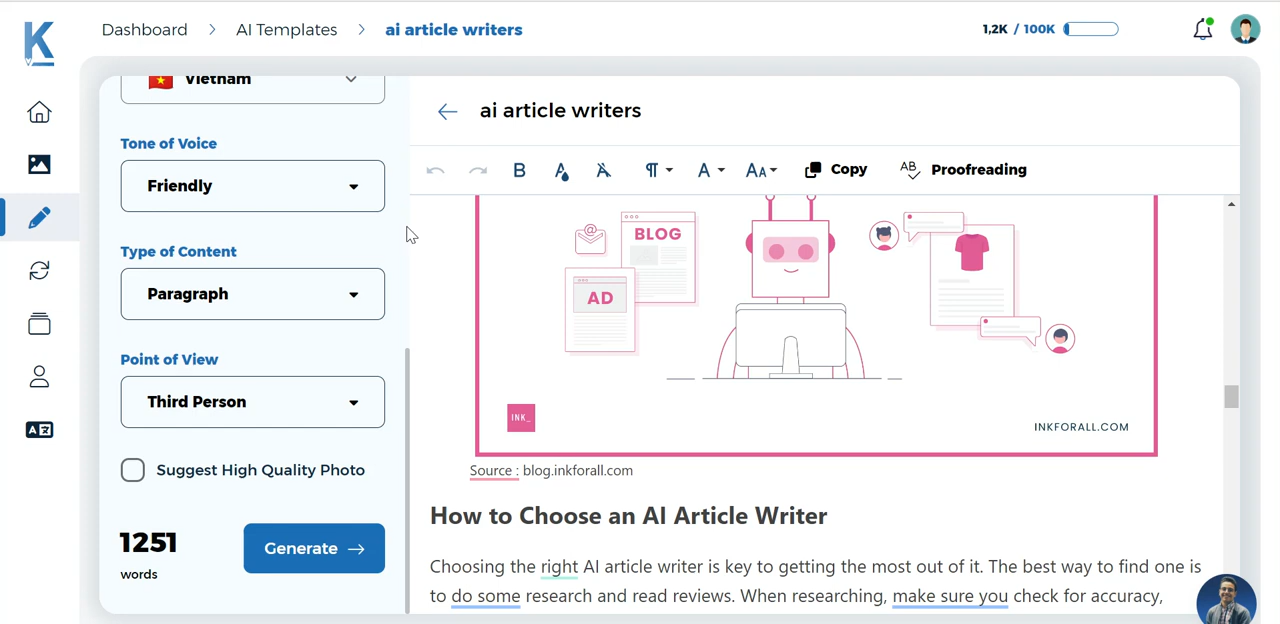 Dashboard > AI Templates > ai article writers
1,2K / 100K
Vietnam
Tone of Voice
Friendly
Type of Content
Paragraph
Point of View
Third Person
Suggest High Quality Photo
1251
words
Generate →
← ai article writers
B A A ¶ A AA Copy AB Proofreading
@
BLOG
AD
INK_
INKFORALL.COM
Source : blog.inkforall.com
How to Choose an AI Article Writer
Choosing the right AI article writer is key to getting the most out of it. The best way to find one is
to do some research and read reviews. When researching, make sure you check for accuracy,